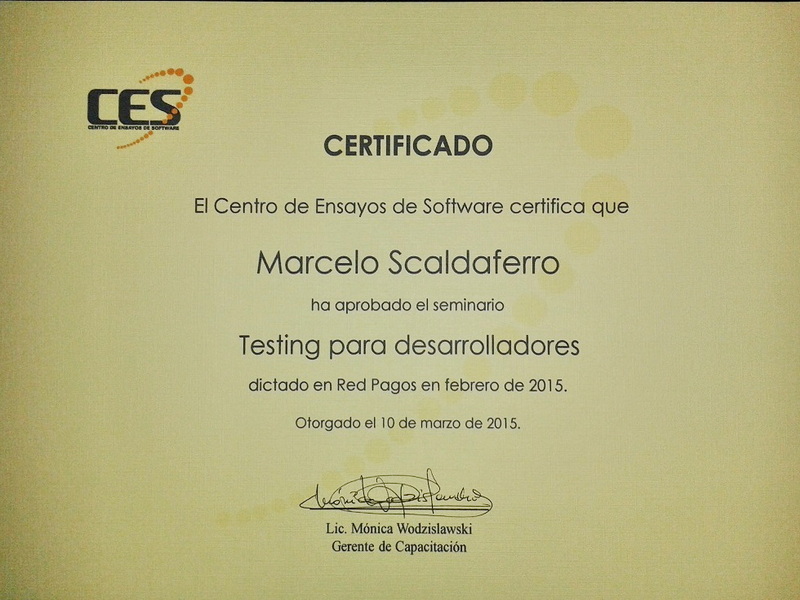 CES
CENTRO DE ENSAYOS DE SOFTWARE
CERTIFICADO
El Centro de Ensayos de Software certifica que
Marcelo Scaldaferro
ha aprobado el seminario
Testing para desarrolladores
dictado en Red Pagos en febrero de 2015.
Otorgado el 10 de marzo de 2015.
Lic. Mónica Wodzislawski
Gerente de Capacitación